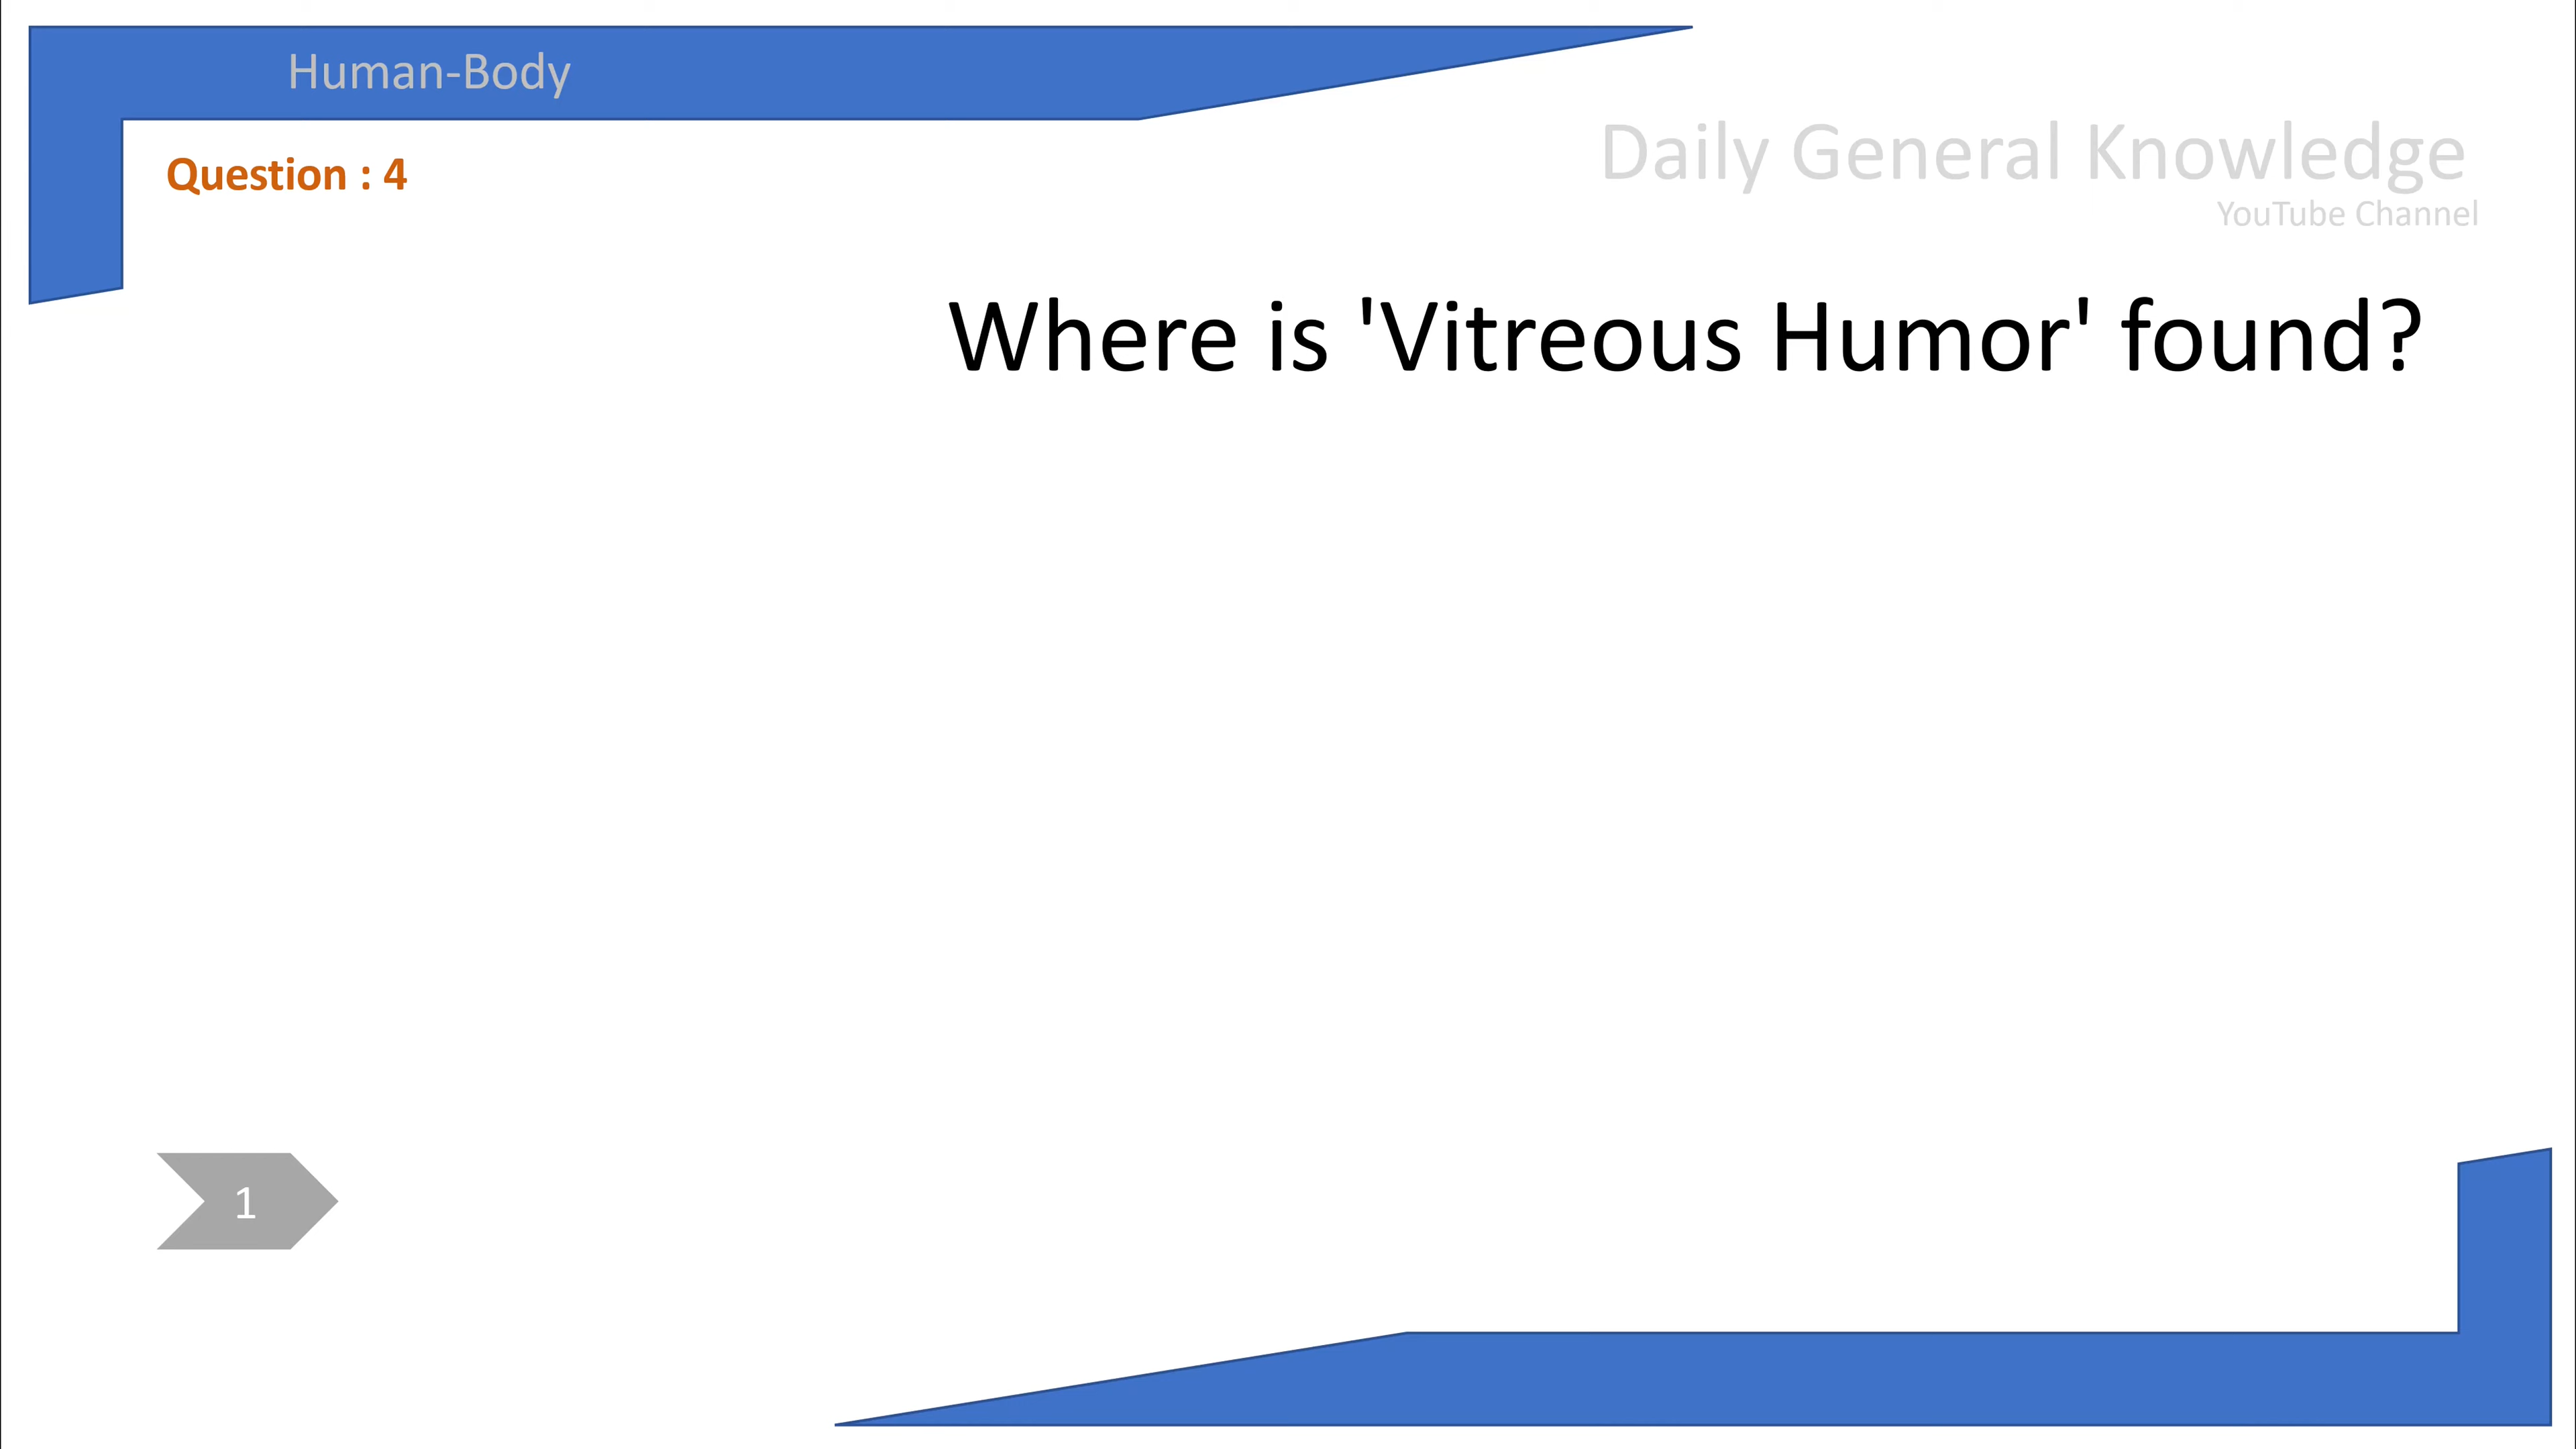 Human-Body
Question : 4
Daily General Knowledge
YouTube Channel
Where is 'Vitreous Humor' found?
1